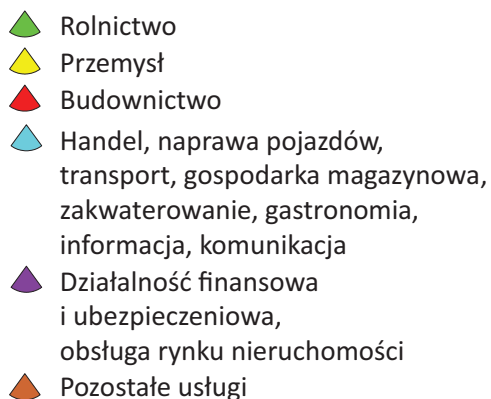 Rolnictwo
Przemysł
Budownictwo
Handel, naprawa pojazdów,
transport, gospodarka magazynowa,
zakwaterowanie, gastronomia,
informacja, komunikacja
Działalność finansowa
i ubezpieczeniowa,
obsługa rynku nieruchomości
Pozostałe usługi